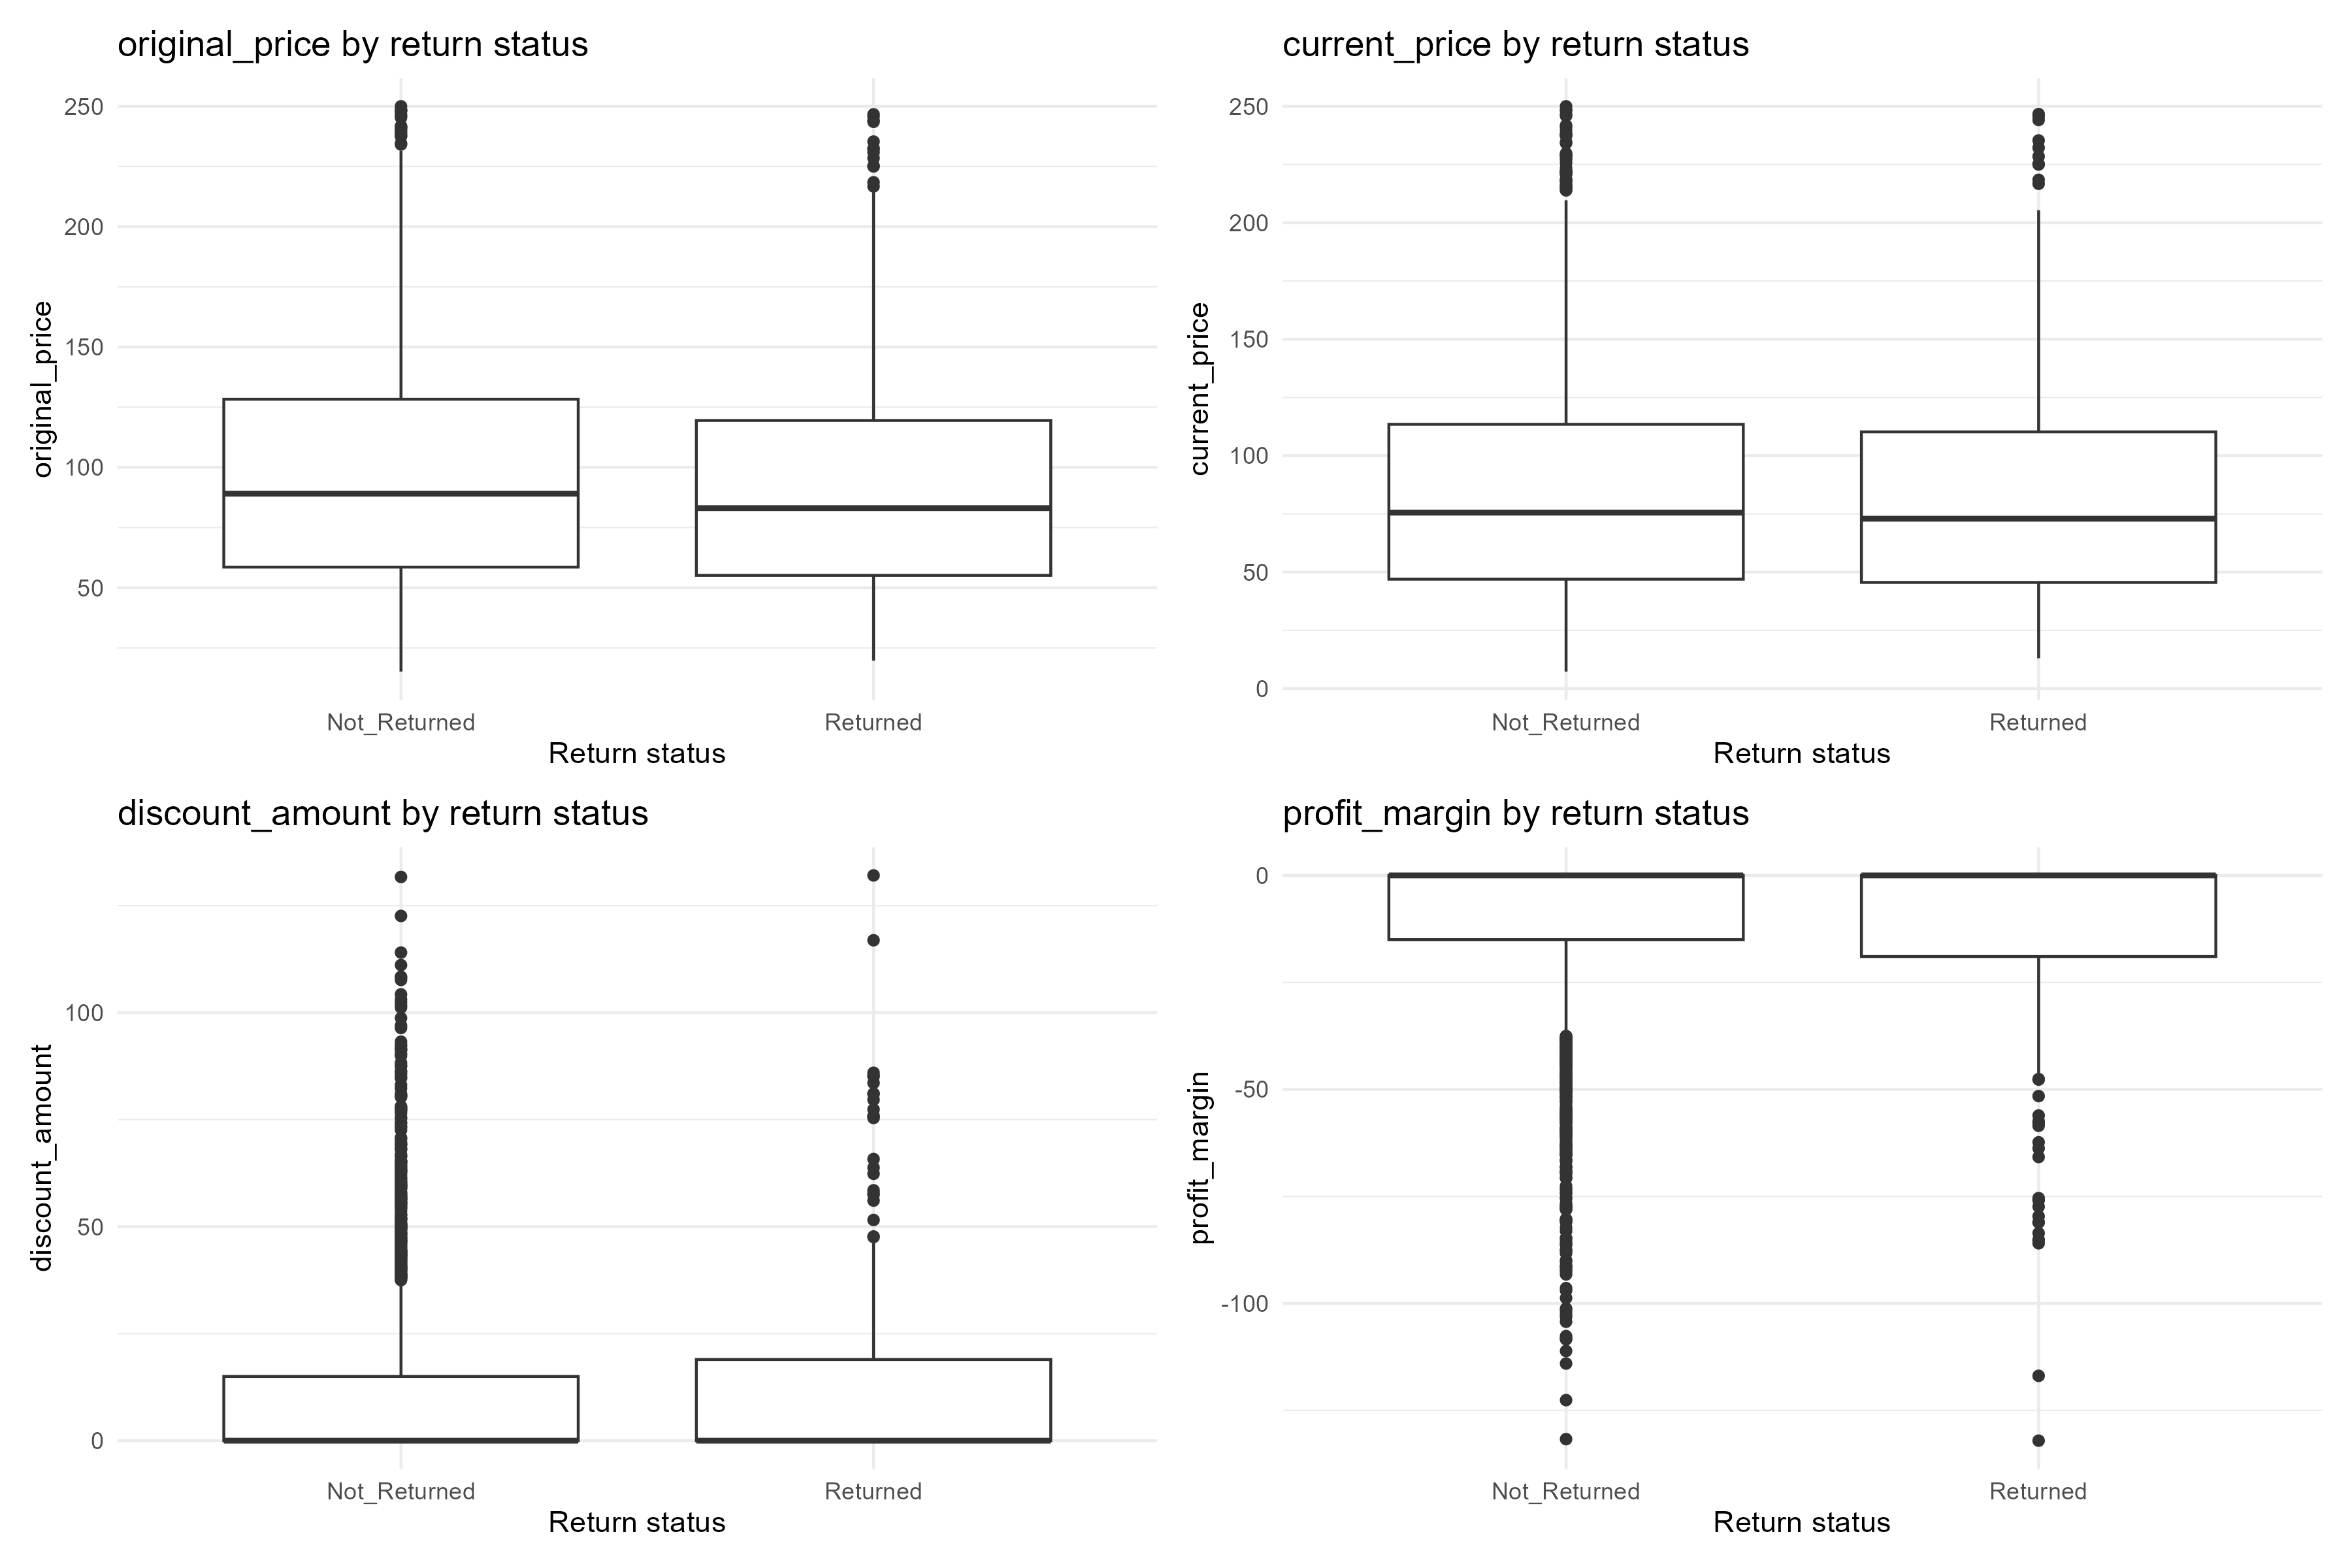 original_price by return status
original_price
250
200
150
100
50
Not_Returned
Returned
Return status
current_price by return status
current_price
250
200
150
100
50
0
Not_Returned
Returned
Return status
discount_amount by return status
discount_amount
100
50
0
Not_Returned
Returned
Return status
profit_margin by return status
profit_margin
0
-50
-100
Not_Returned
Returned
Return status